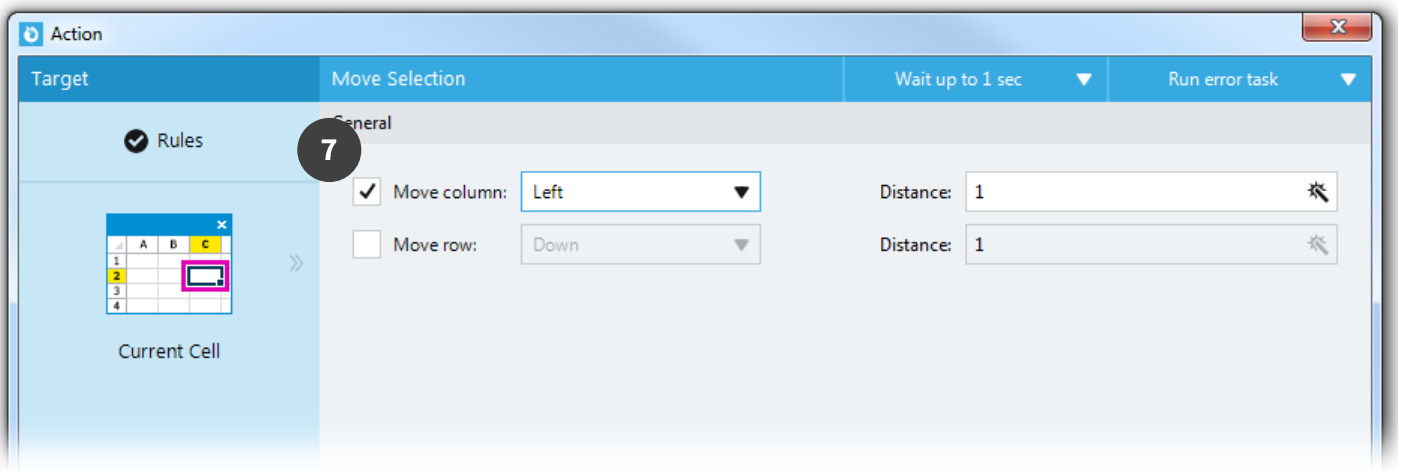 Action
x
Target
Move Selection
Wait up to 1 sec
Run error task
Rules
General
7
Move column: Left Distance: 1
Move row: Down Distance: 1
x
A B C
1
2
3
4
Current Cell